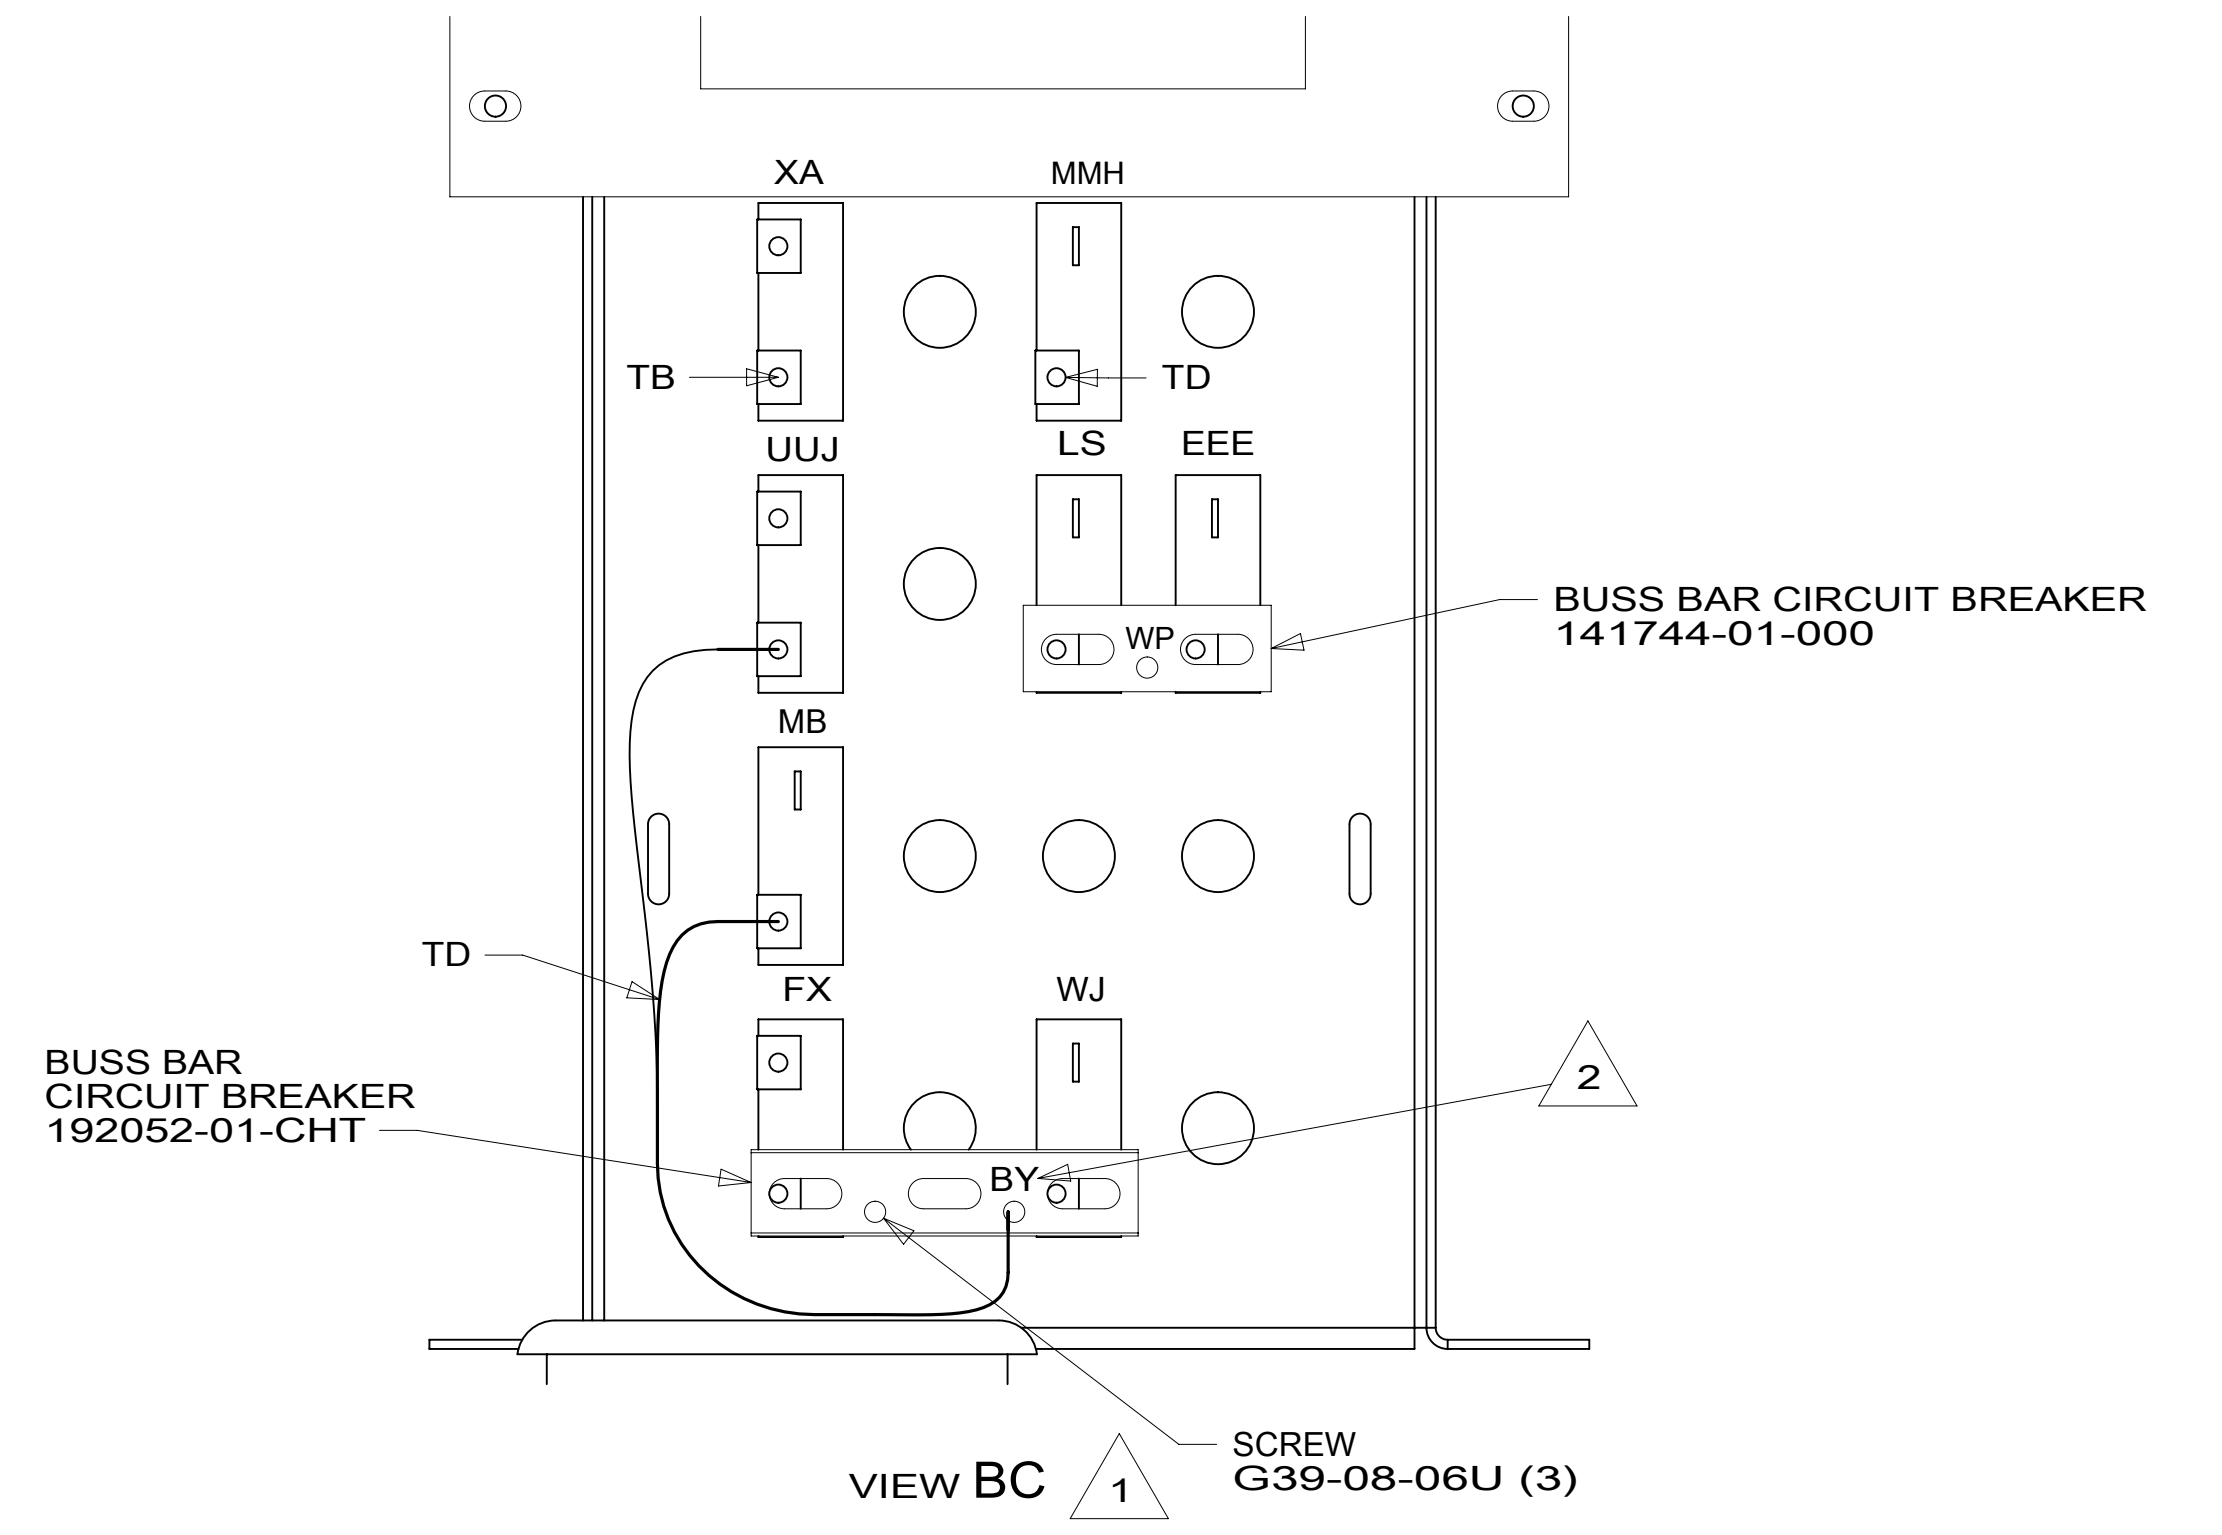 XA
MMH
TB
TD
UUJ
LS
EEE
BUSS BAR CIRCUIT BREAKER
141744-01-000
WP
MB
TD
FX
WJ
BUSS BAR
CIRCUIT BREAKER
192052-01-CHT
2
BY
SCREW
G39-08-06U (3)
VIEW BC
1